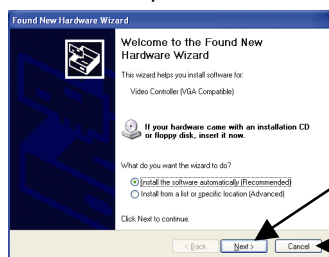 Found New Hardware Wizard
Welcome to the Found New
Hardware Wizard
This wizard helps you install software for:
Video Controller (VGA Compatible)
If your hardware came with an installation CD
or floppy disk, insert it now.
What do you want the wizard to do?
Install the software automatically (Recommended)
Install from a list or specific location (Advanced)
Click Next to continue.
< Back Next > Cancel